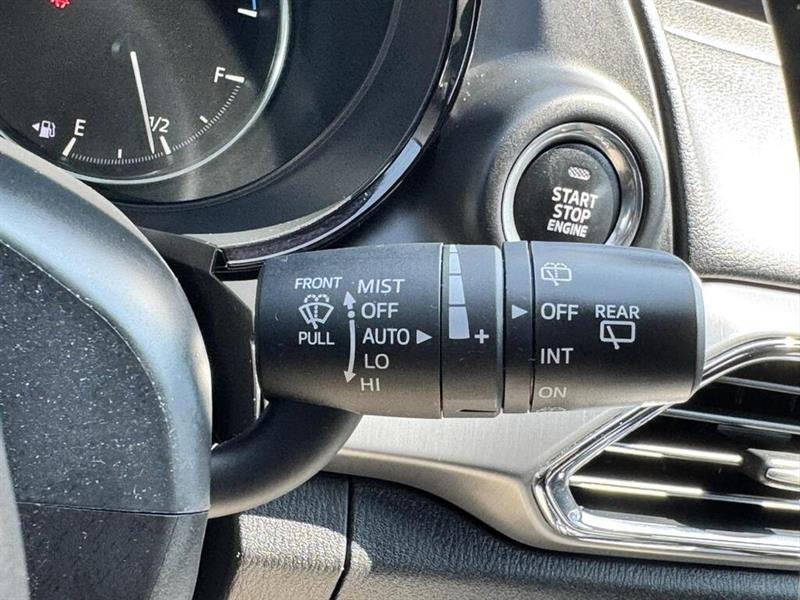 F
E
1/2
START
STOP
ENGINE
FRONT
PULL
MIST
OFF
AUTO
LO
HI
+
OFF
INT
ON
REAR